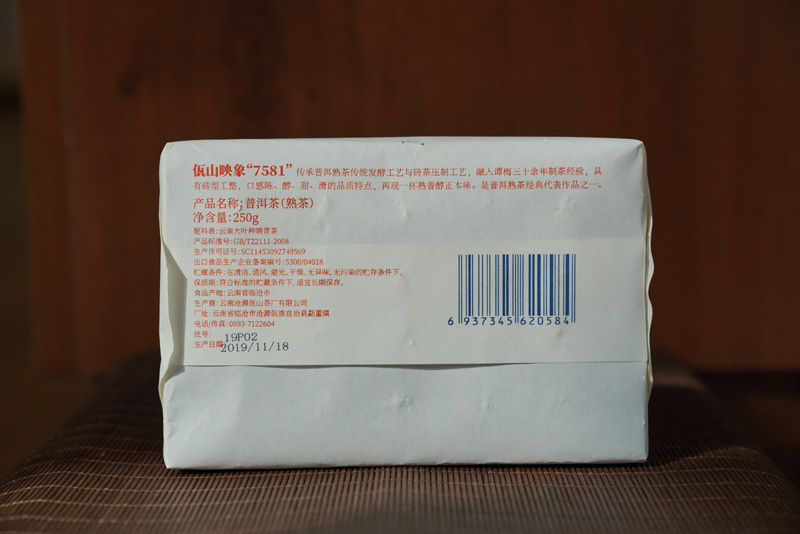 佤山映象“7581” 传承普洱熟茶传统发酵工艺与砖茶压制工艺，融入谭梅三十余年制茶经验，具
有砖型工整，口感陈、醇、甜、滑的品质特点，再现一杯熟普醇正本味。是普洱熟茶经典代表作品之一。
产品名称：普洱茶（熟茶）
净含量：250g
配料表：云南大叶种晒青茶
产品标准号：GB/T22111-2008
生产许可证号：SC11453092749569
出口食品生产企业备案编号：5300/04018
贮藏条件：在清洁、通风、避光、干燥、无异味、无污染的贮存条件下。
保质期：符合标准的贮藏条件下，适宜长期保存。
食品产地：云南省临沧市
生产商：云南沧源佤山茶厂有限公司
厂址：云南省临沧市沧源佤族自治县勐董镇
电话/传真：0883-7122604
批号：19P02
生产日期：2019/11/18
6 937345 620584